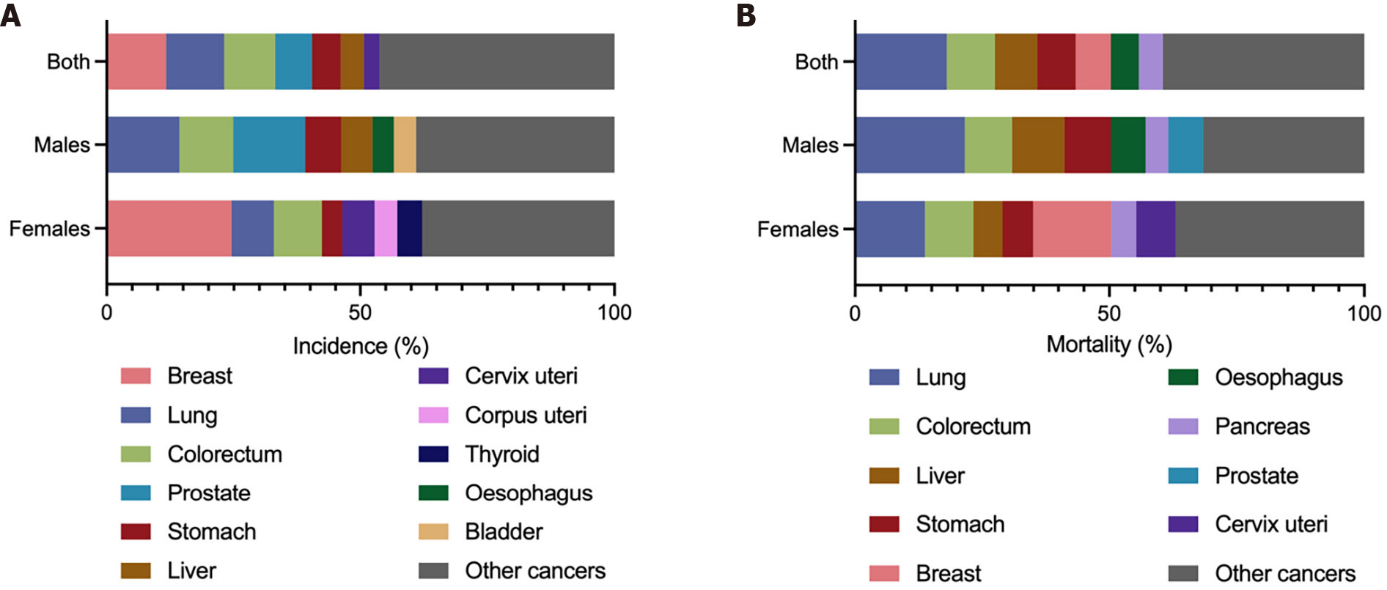 A
Both
Males
Females
0 50 100
Incidence (%)
Breast
Lung
Colorectum
Prostate
Stomach
Liver
Cervix uteri
Corpus uteri
Thyroid
Oesophagus
Bladder
Other cancers
B
Both
Males
Females
0 50 100
Mortality (%)
Lung
Colorectum
Liver
Stomach
Breast
Oesophagus
Pancreas
Prostate
Cervix uteri
Other cancers